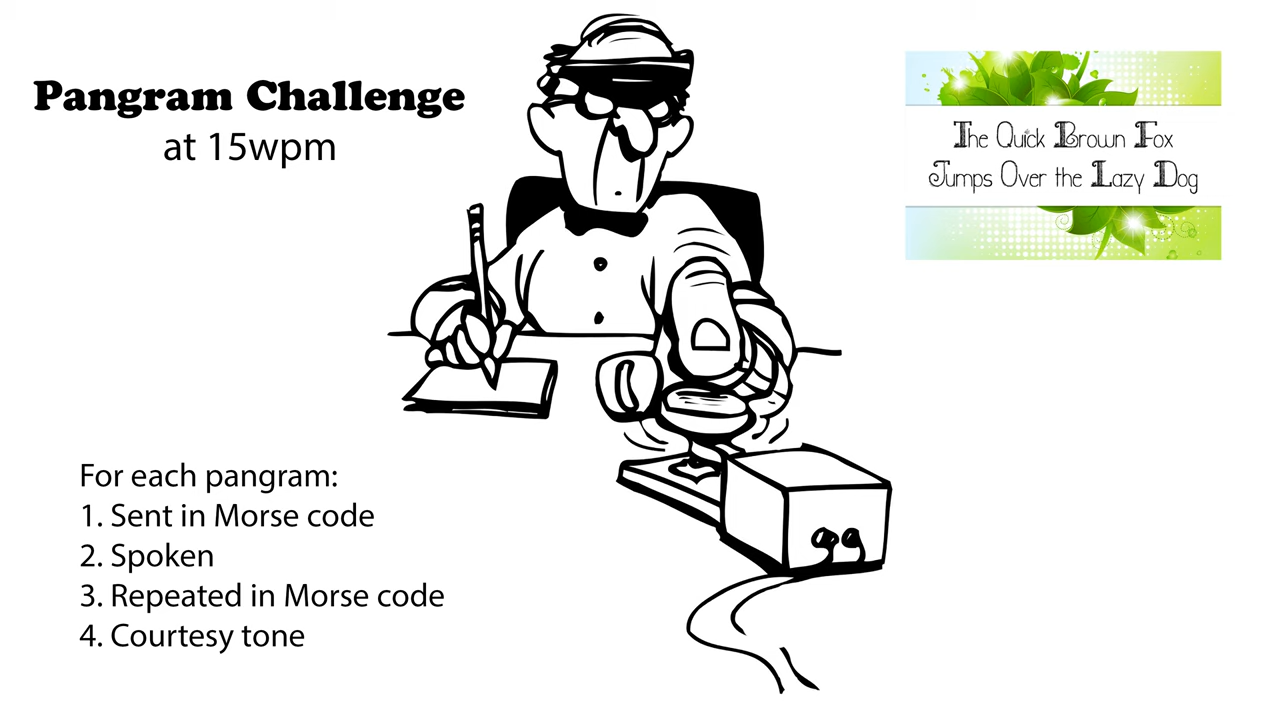 Pangram Challenge
at 15wpm
The Quick Brown Fox
Jumps Over the Lazy Dog
For each pangram:
1. Sent in Morse code
2. Spoken
3. Repeated in Morse code
4. Courtesy tone